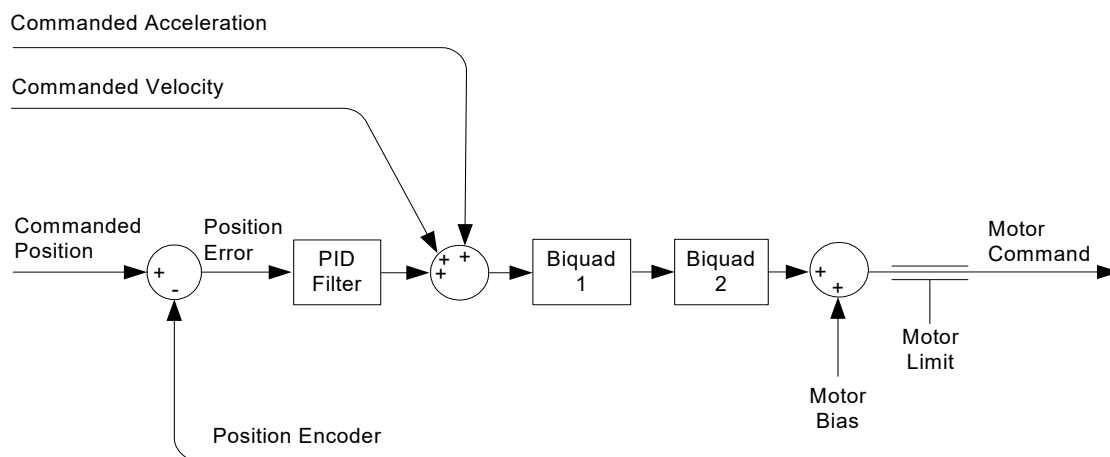 Commanded Acceleration
Commanded Velocity
Commanded
Position
+
-
Position
Error
PID
Filter
+
+
+
Biquad
1
Biquad
2
+
+
Motor
Command
Motor
Limit
Motor
Bias
Position Encoder